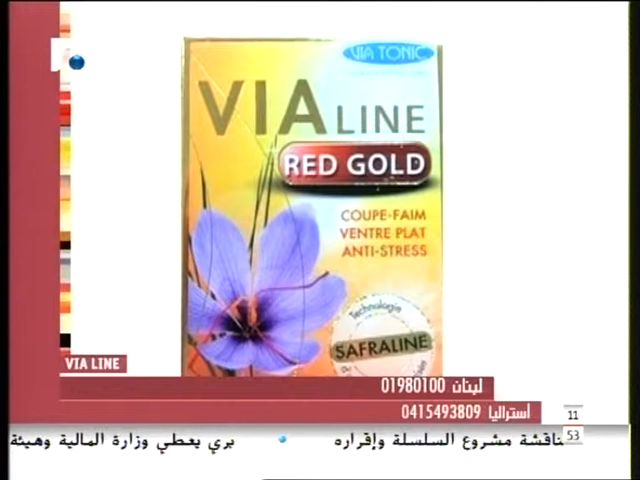 VIA TONIC
VIA LINE
RED GOLD
COUPE-FAIM
VENTRE PLAT
ANTI-STRESS
Technologie
SAFRALINE
VIA LINE
لبنان 01980100
أستراليا 0415493809
11
53
ناقشة مشروع السلسلة وإقراره
بري يعطي وزارة المالية وهيئة